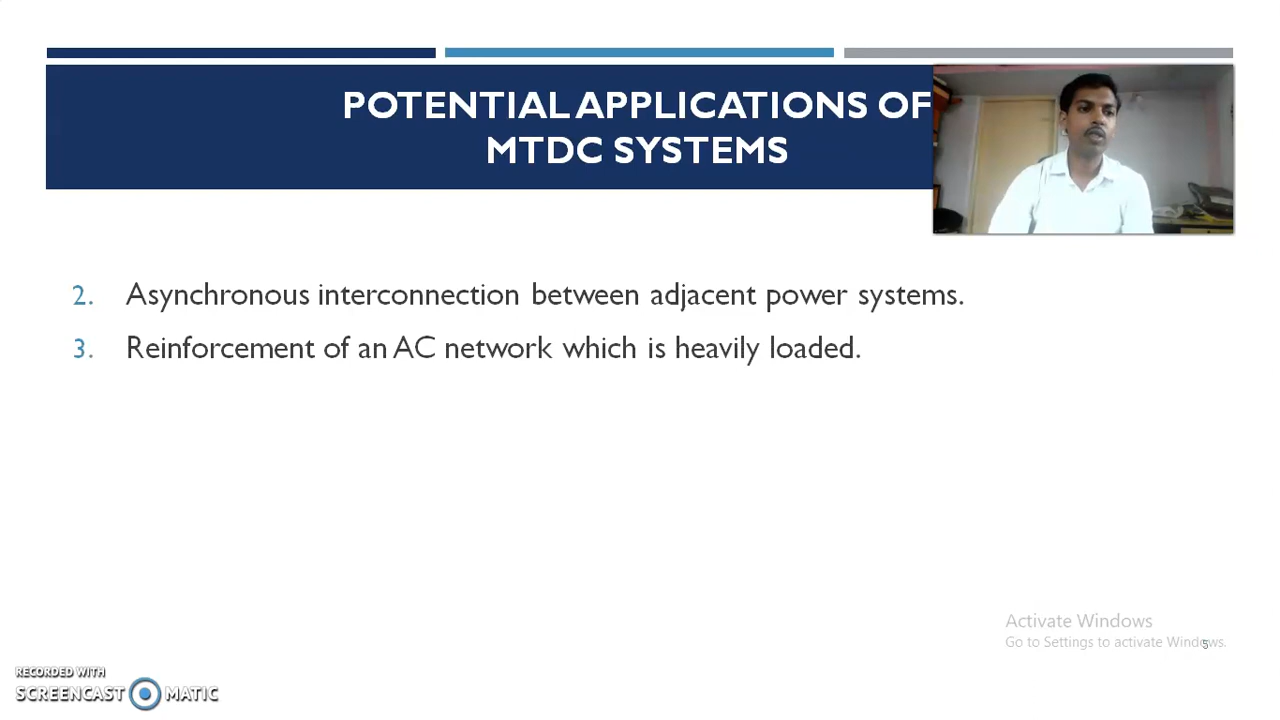 POTENTIAL APPLICATIONS OF
MTDC SYSTEMS
2. Asynchronous interconnection between adjacent power systems.
3. Reinforcement of an AC network which is heavily loaded.
Activate Windows
Go to Settings to activate Windows.
5
RECORDED WITH
SCREENCAST MATIC